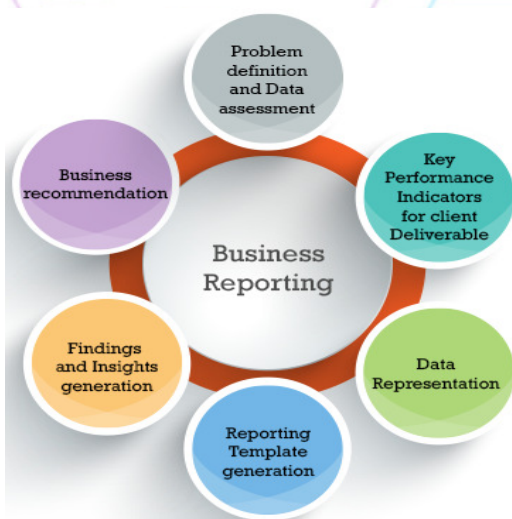 Problem
definition
and Data
assessment
Key
Performance
Indicators
for client
Deliverable
Data
Representation
Reporting
Template
generation
Findings
and Insights
generation
Business
recommendation
Business
Reporting